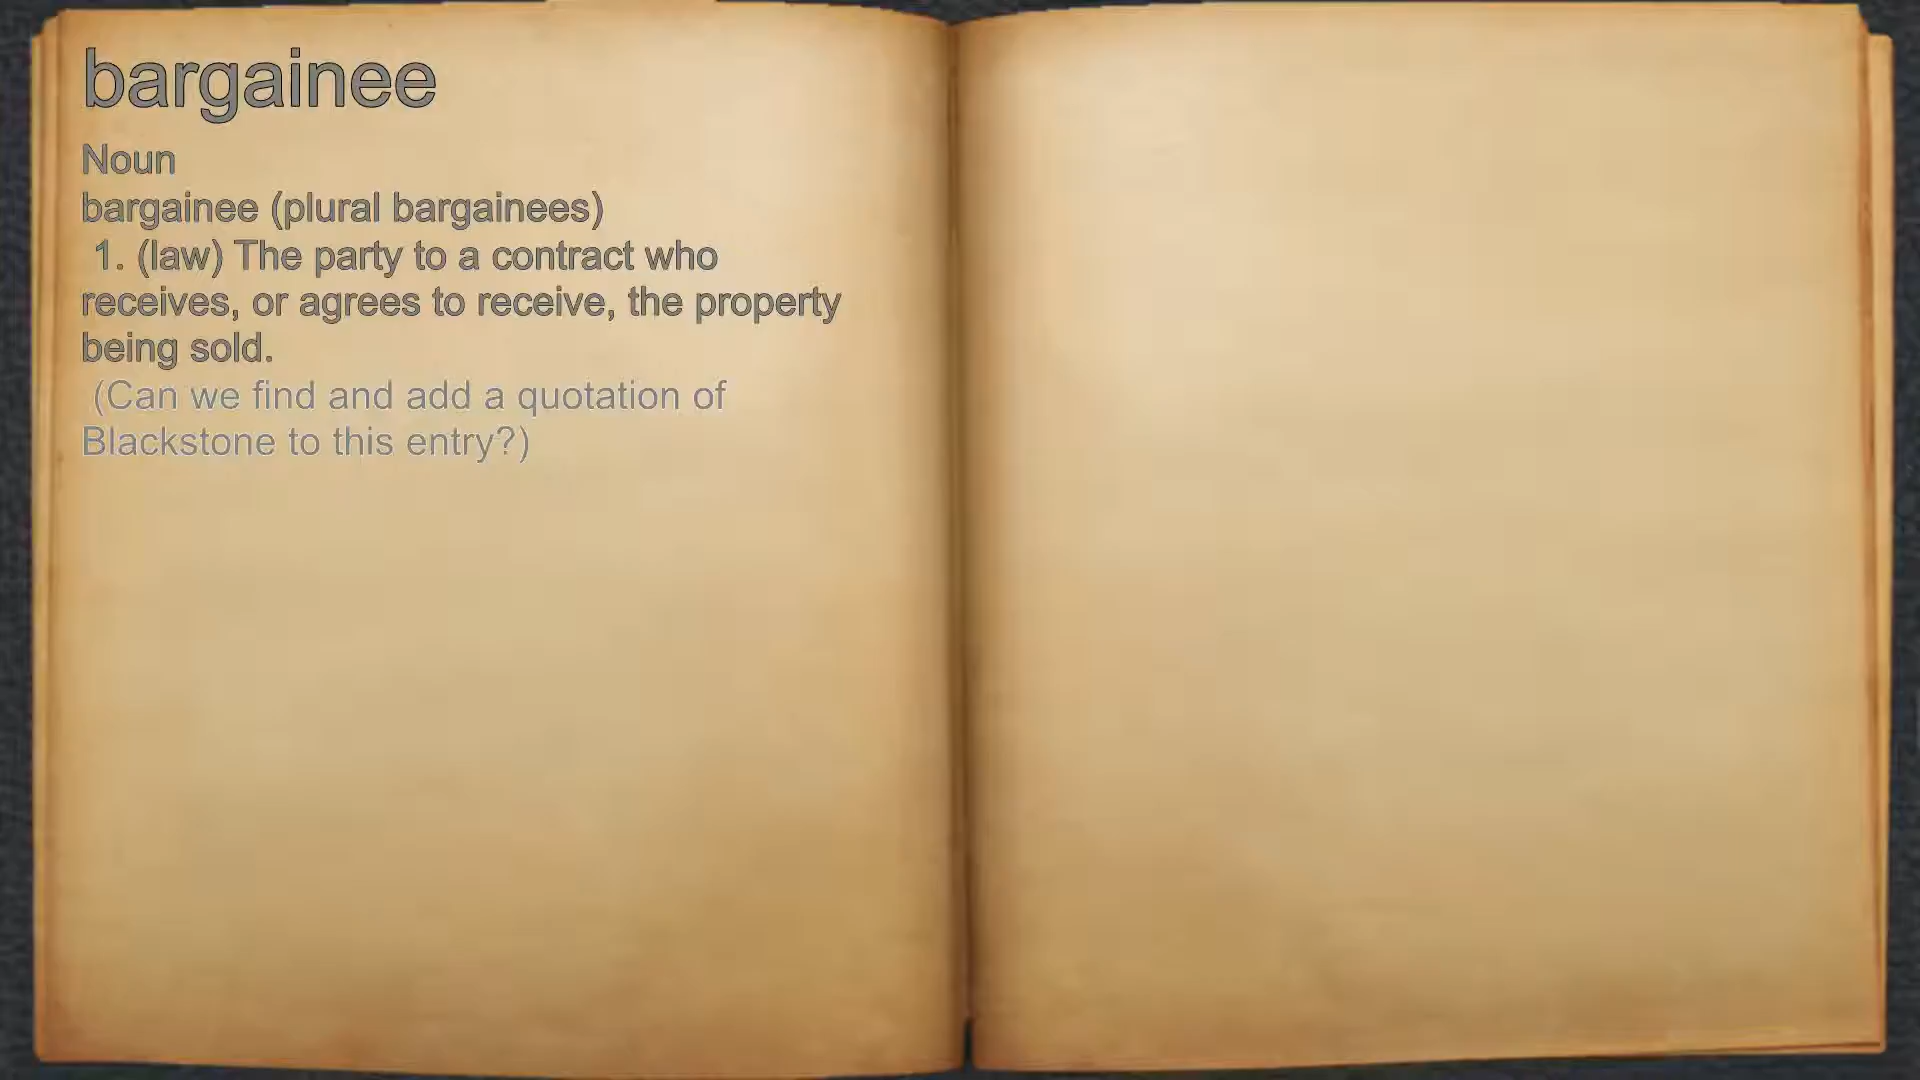 bargainee
Noun
bargainee (plural bargainees)
1. (law) The party to a contract who
receives, or agrees to receive, the property
being sold.
(Can we find and add a quotation of
Blackstone to this entry?)